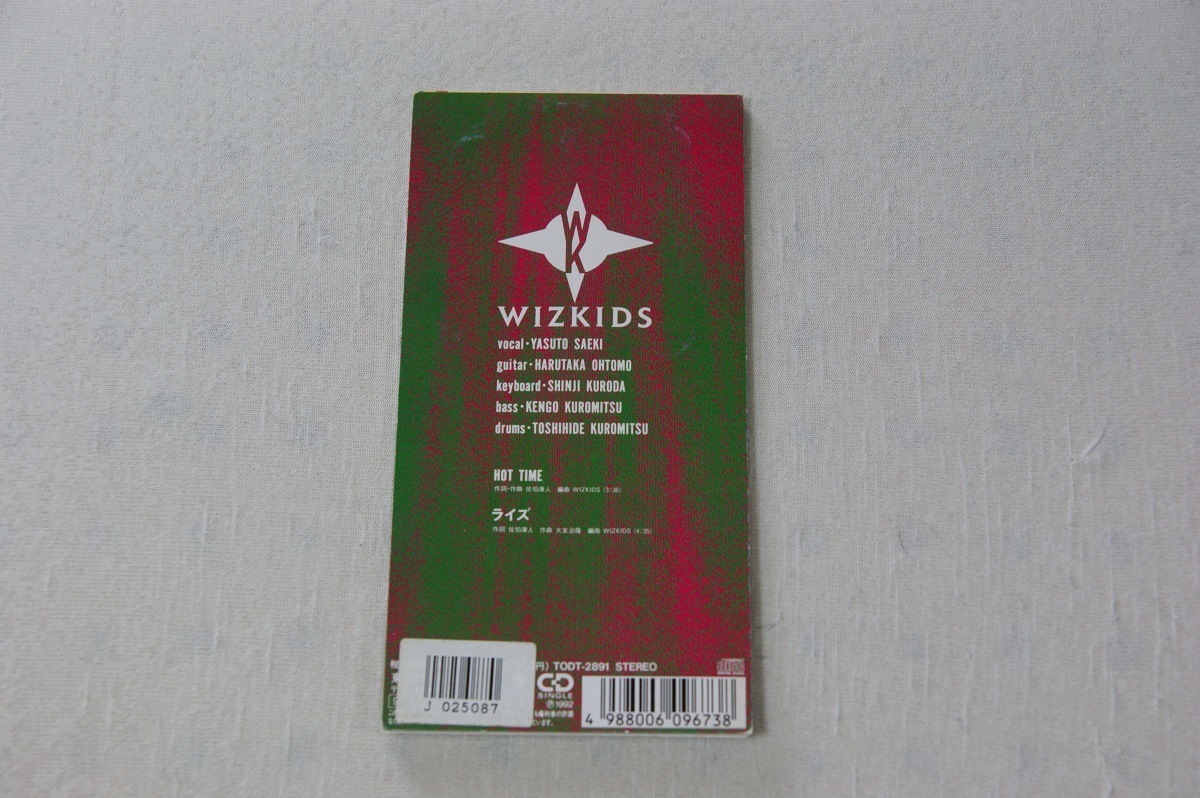 WK
WIZKIDS
vocal・YASUTO SAEKI
guitar・HARUTAKA OHTOMO
keyboard・SHINJI KURODA
bass・KENGO KUROMITSU
drums・TOSHIHIDE KUROMITSU
HOT TIME
作詞・作曲 佐伯康人 編曲 WIZKIDS (3:36)
ライズ
作詞 佐伯康人 作曲 大友 編曲 WIZKIDS (4:35)
円) TODT-2891 STEREO
CD
SINGLE
Ⓟ1992
J 025087
4 988006 096738